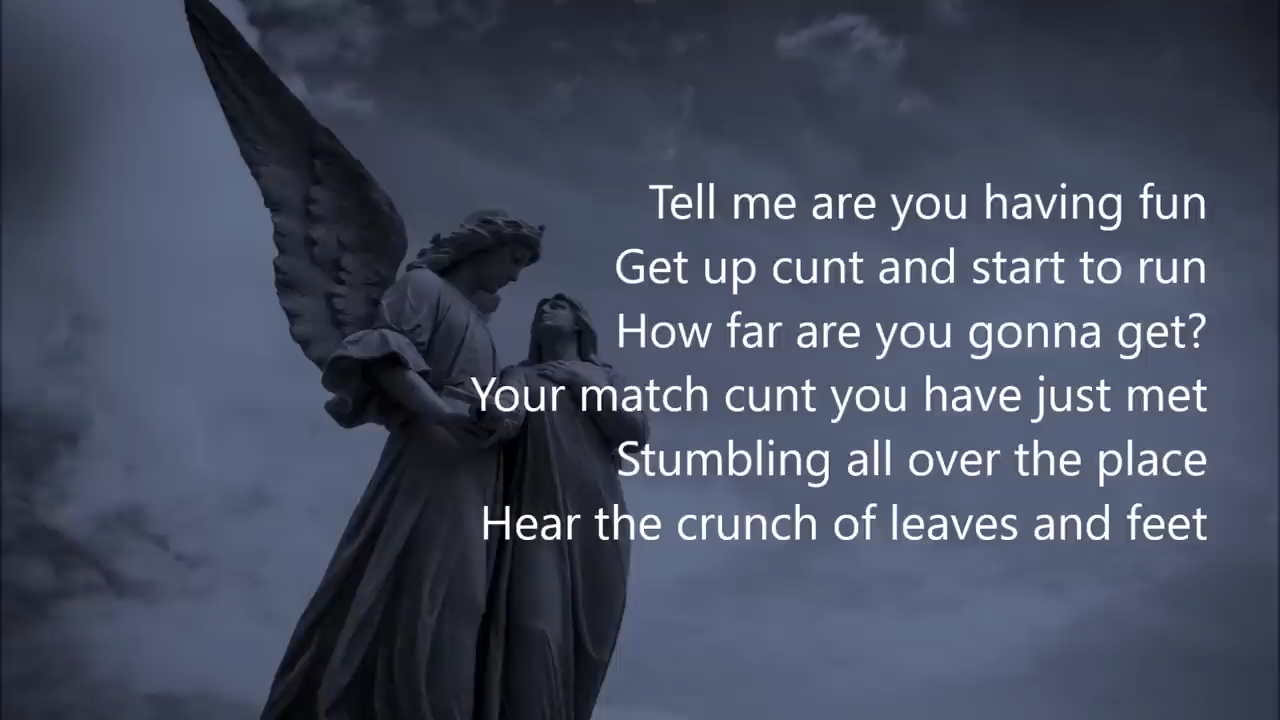 Tell me are you having fun
Get up cunt and start to run
How far are you gonna get?
Your match cunt you have just met
Stumbling all over the place
Hear the crunch of leaves and feet